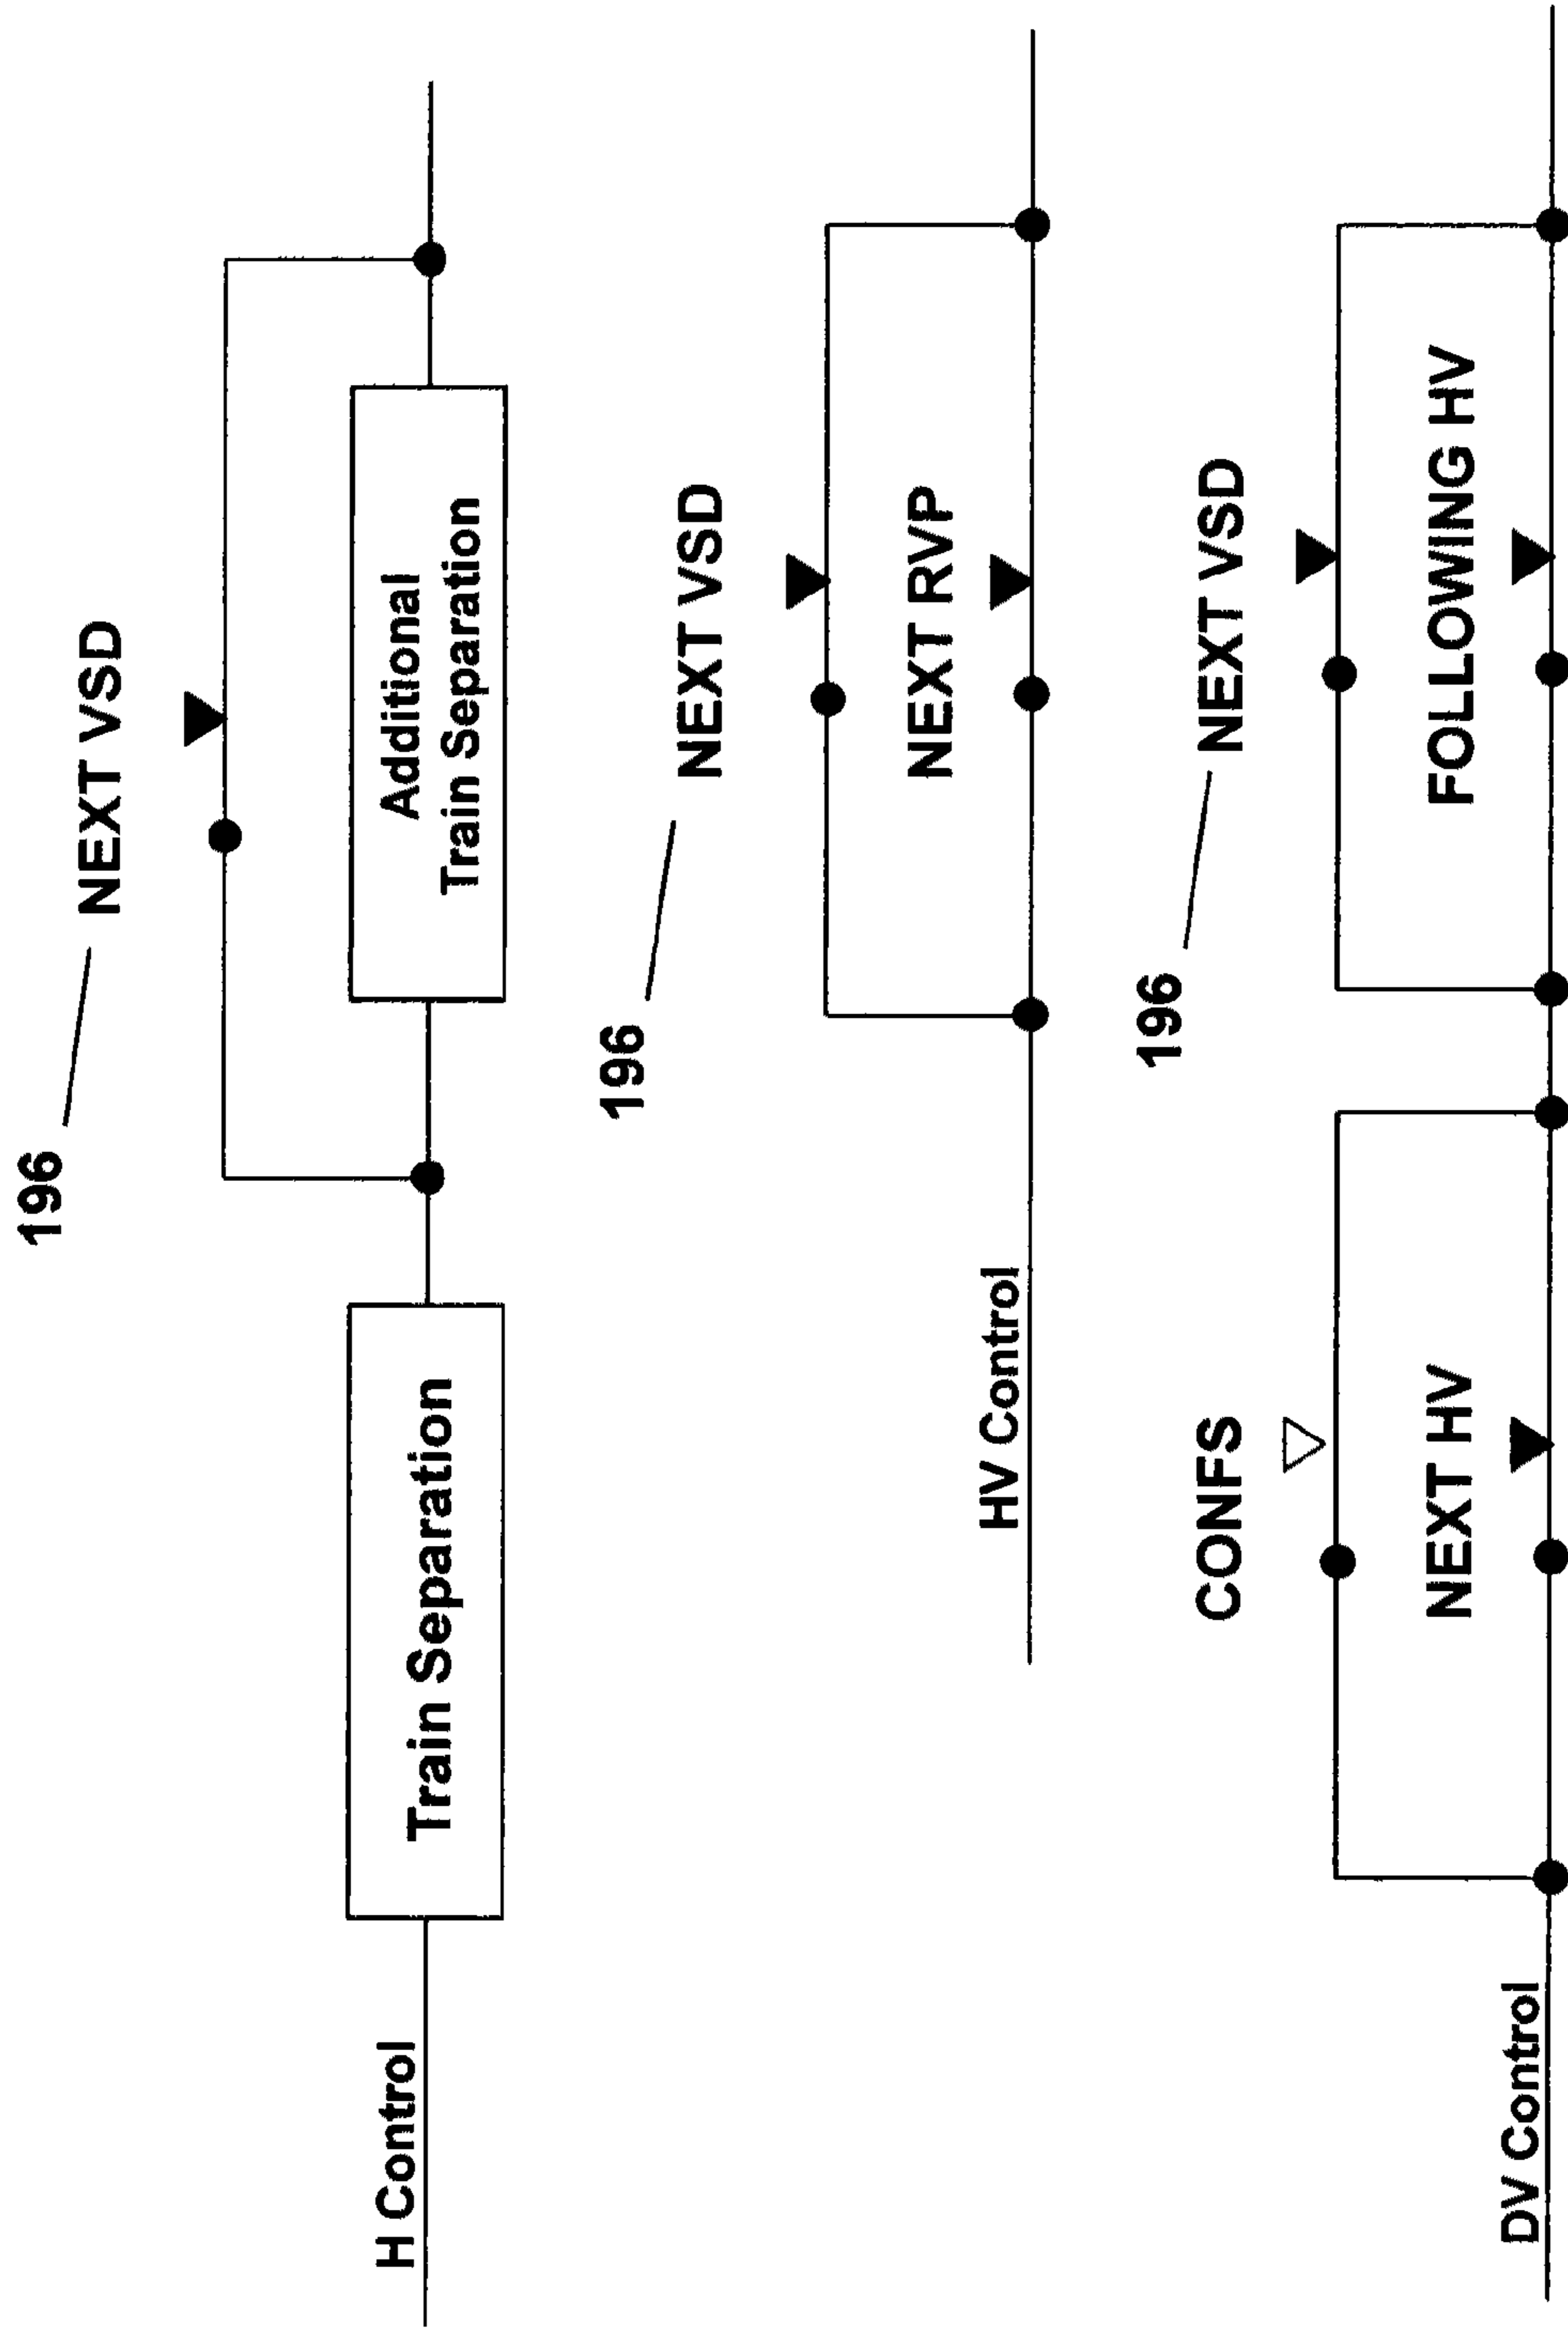 196
NEXT VSD
H Control
Train Separation
Additional
Train Separation
196
NEXT VSD
HV Control
NEXT RVP
196
NEXT VSD
CONFS
DV Control
NEXT HV
FOLLOWING HV